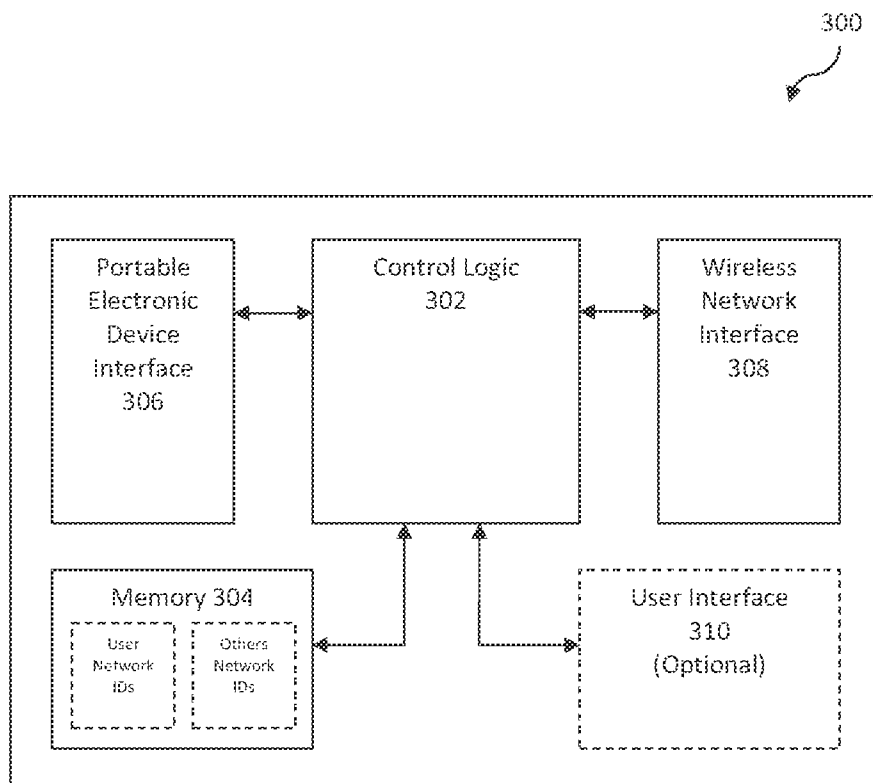 300
Portable
Electronic
Device
Interface
306
Control Logic
302
Wireless
Network
Interface
308
Memory 304
User
Network
IDs
Others
Network
IDs
User Interface
310
(Optional)